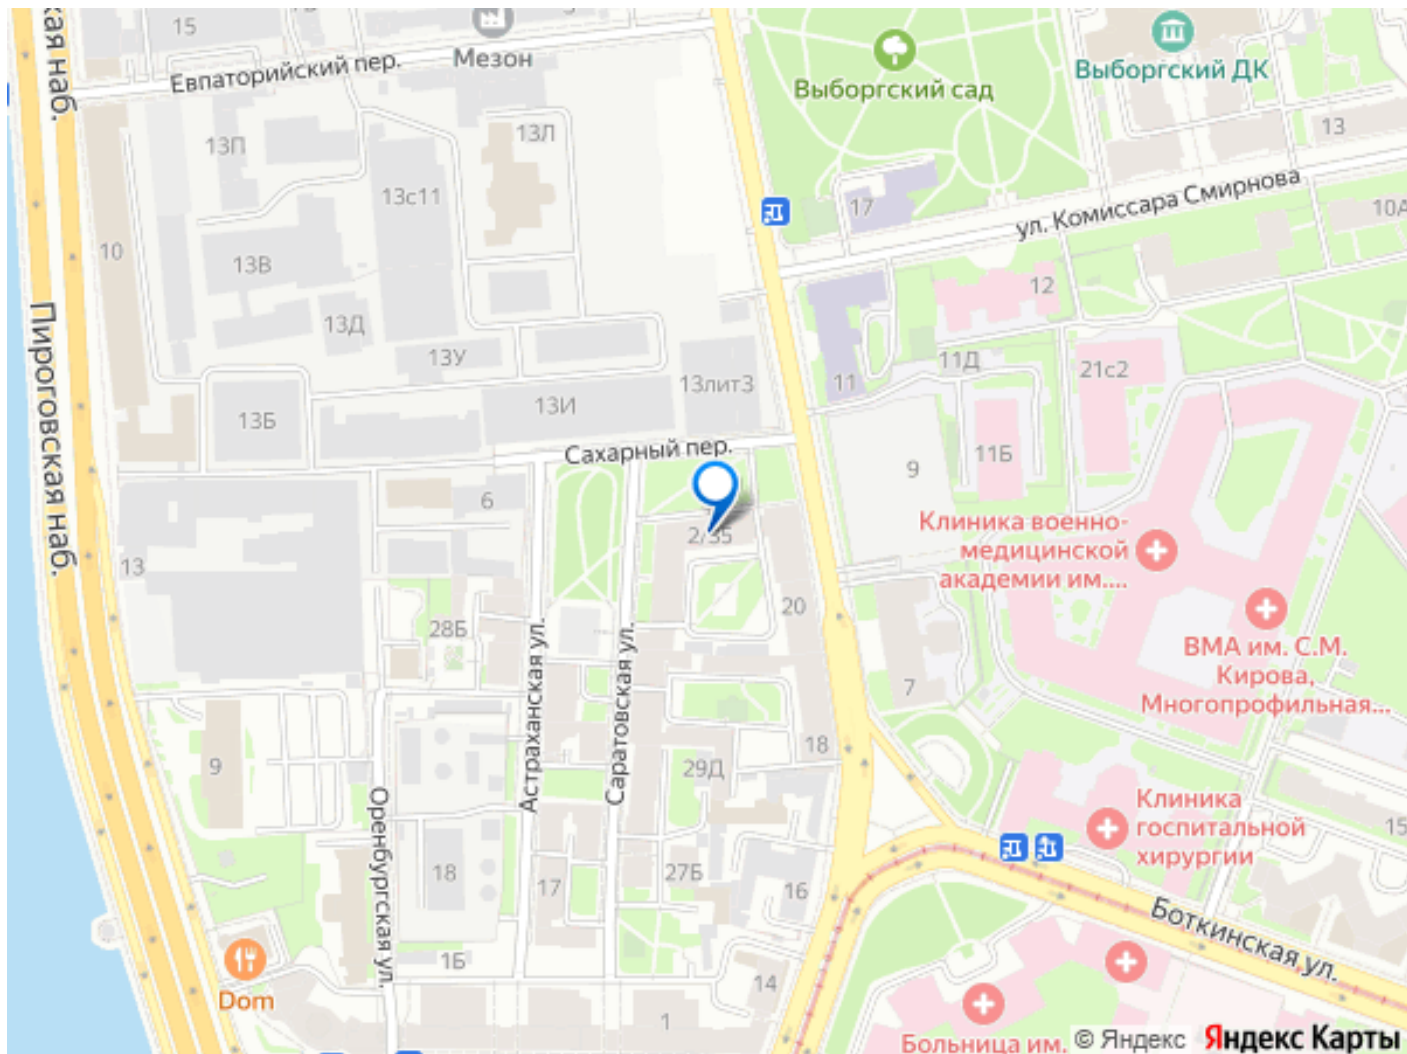 15
Мезон
Евпаторийский пер.
Выборгский сад
Выборгский ДК
13
13П
13Л
13с11
17
ул. Комиссара Смирнова
10А
10
13В
12
13Д
13У
11Д
21с2
Пироговская наб.
13лит3
11
13Б
13И
Сахарный пер.
11Б
9
6
Клиника военно-
медицинской
академии им....
2/35
13
20
28Б
ВМА им. С.М.
Кирова,
Многопрофильная...
Астраханская ул.
Саратовская ул.
7
18
9
29Д
Оренбургская ул.
Клиника
госпитальной
хирургии
15
18
17
27Б
16
Боткинская ул.
1Б
14
Dom
1
Больница им.
© Яндекс Яндекс Карты